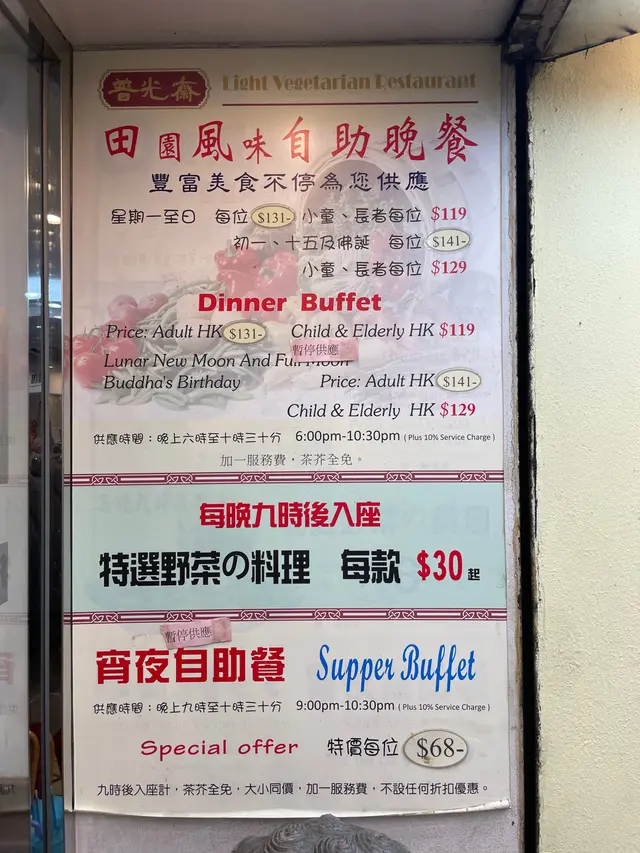 普光齋 Light Vegetarian Restaurant
田園風味自助晚餐
豐富美食不停為您供應
星期一至日 每位 $131- 小童、長者每位 $119
初一、十五及佛誕 每位 $141-
小童、長者每位 $129
Dinner Buffet
Price: Adult HK $131- Child & Elderly HK $119
暫停供應
Lunar New Moon And Full Moon
Buddha's Birthday Price: Adult HK $141-
Child & Elderly HK $129
供應時間：晚上六時至十時三十分 6:00pm-10:30pm ( Plus 10% Service Charge )
加一服務費，茶芥全免。
每晚九時後入座
特選野菜の料理 每款 $30起
暫停供應
宵夜自助餐 Supper Buffet
供應時間：晚上九時至十時三十分 9:00pm-10:30pm ( Plus 10% Service Charge )
Special offer 特價每位 $68-
九時後入座計，茶芥全免，大小同價，加一服務費，不設任何折扣優惠。